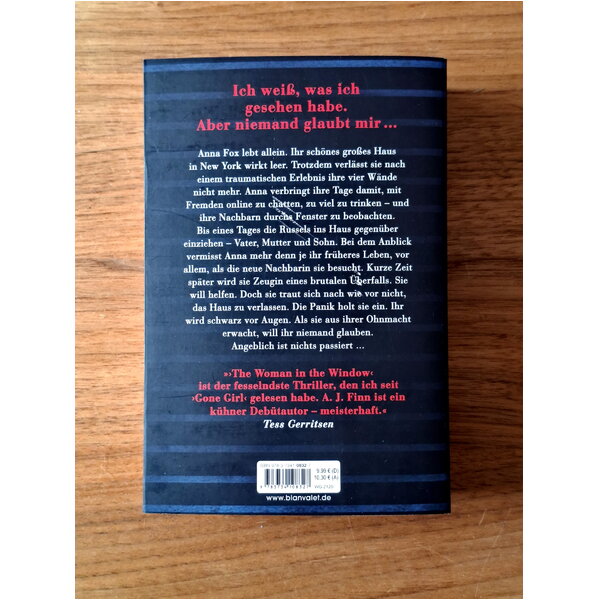 Ich weiß, was ich
gesehen habe.
Aber niemand glaubt mir ...
Anna Fox lebt allein. Ihr schönes großes Haus
in New York wirkt leer. Trotzdem verlässt sie nach
einem traumatischen Erlebnis ihre vier Wände
nicht mehr. Anna verbringt ihre Tage damit, mit
Fremden online zu chatten, zu viel zu trinken – und
ihre Nachbarn durchs Fenster zu beobachten.
Bis eines Tages die Russels ins Haus gegenüber
einziehen – Vater, Mutter und Sohn. Bei dem Anblick
vermisst Anna mehr denn je ihr früheres Leben, vor
allem, als die neue Nachbarin sie besucht. Kurze Zeit
später wird sie Zeugin eines brutalen Überfalls. Sie
will helfen. Doch sie traut sich nach wie vor nicht,
das Haus zu verlassen. Die Panik holt sie ein. Ihr
wird schwarz vor Augen. Als sie aus ihrer Ohnmacht
erwacht, will ihr niemand glauben.
Angeblich ist nichts passiert ...
»›The Woman in the Window‹
ist der fesselndste Thriller, den ich seit
›Gone Girl‹ gelesen habe. A. J. Finn ist ein
kühner Debütautor – meisterhaft.«
Tess Gerritsen
9,99 € (D)
10,30 € (A)
www.blanvalet.de